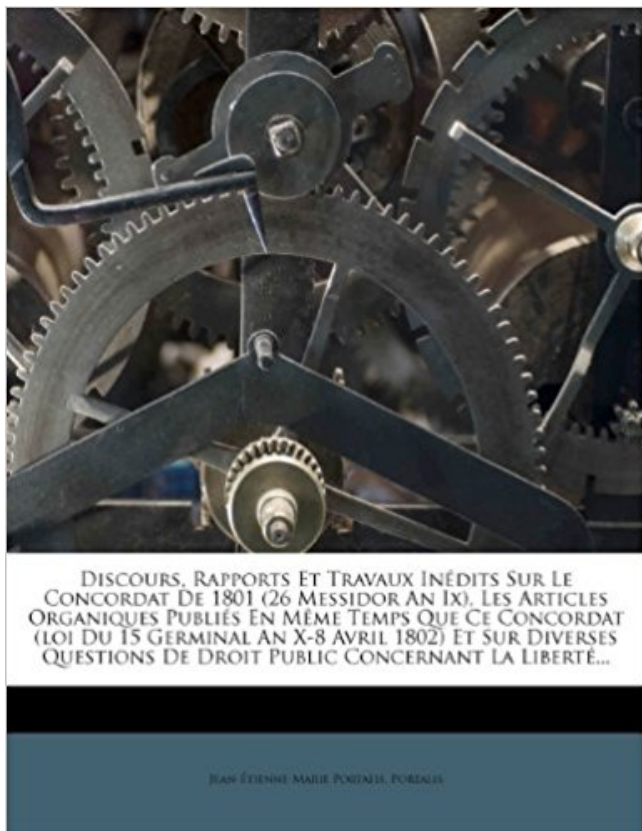 DISCOURS, RAPPORTS ET TRAVAUX INÉDITS SUR LE
CONCORDAT DE 1801 (26 MESSIDOR AN IX), LES ARTICLES
ORGANIQUES PUBLIÉS EN MÊME TEMPS QUE CE CONCORDAT
(LOI DU 15 GERMINAL AN X-8 AVRIL 1802) ET SUR DIVERSES
QUESTIONS DE DROIT PUBLIC CONCERNANT LA LIBERTÉ...
JEAN-ÉTIENNE-MARIE PORTALIS, PORTALIS